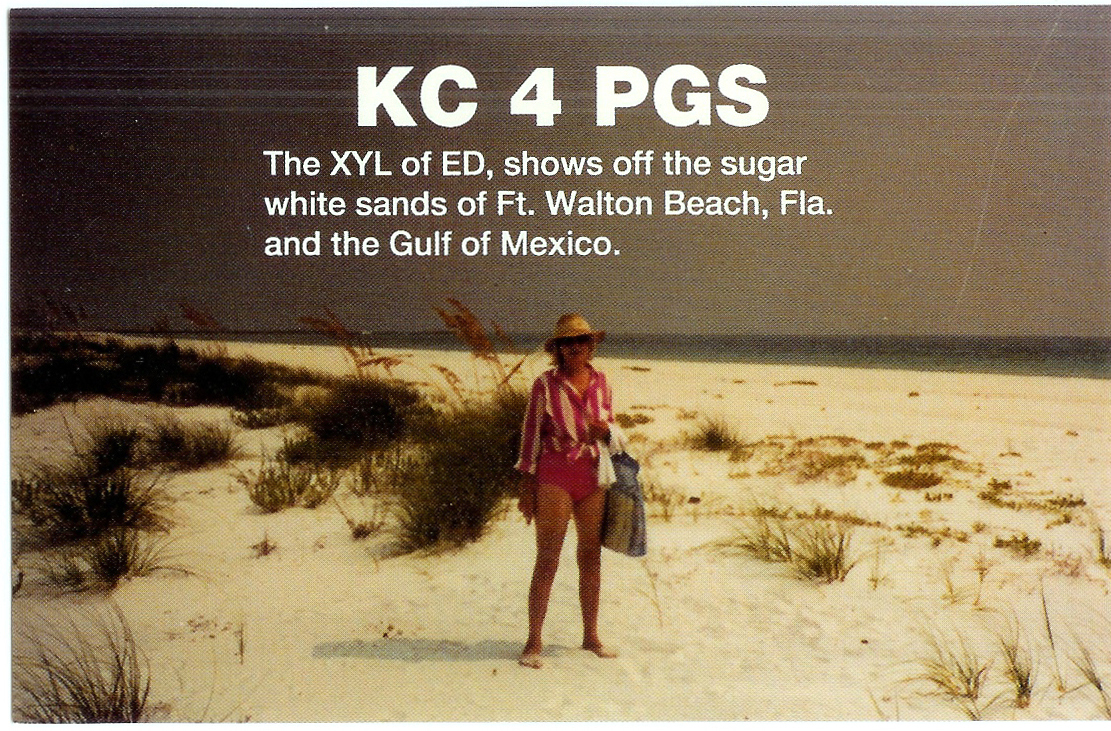 KC 4 PGS
The XYL of ED, shows off the sugar
white sands of Ft. Walton Beach, Fla.
and the Gulf of Mexico.